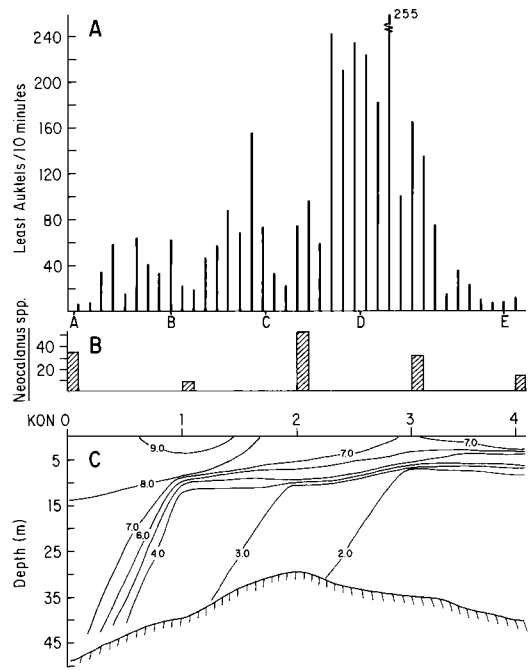 255
A
240
200
160
120
80
40
Least Auklets/10 minutes
A B C D E
B
40
20
Neocalanus spp.
KON 0 1 2 3 4
C
5
15
25
35
45
Depth (m)
9.0
8.0
7.0
6.0
4.0
3.0
2.0
7.0
7.0